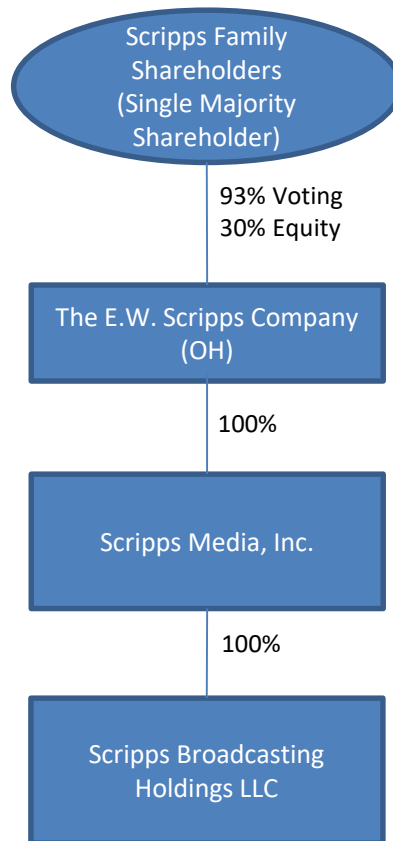 Scripps Family
Shareholders
(Single Majority
Shareholder)
93% Voting
30% Equity
The E.W. Scripps Company
(OH)
100%
Scripps Media, Inc.
100%
Scripps Broadcasting
Holdings LLC